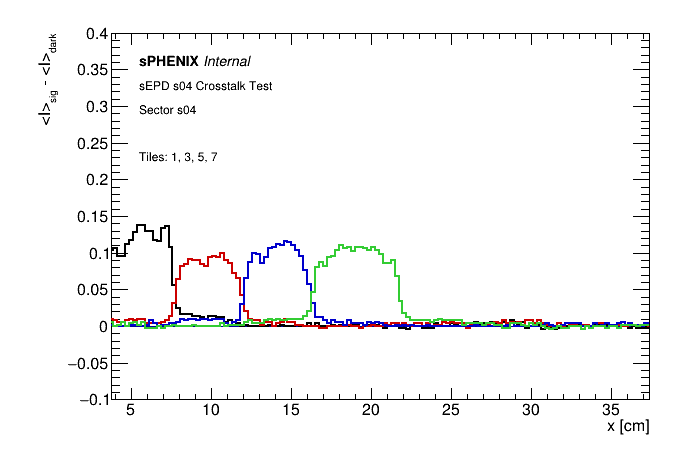 0.4
<I>sig - <I>dark
sPHENIX Internal
0.35
sEPD s04 Crosstalk Test
0.3
Sector s04
0.25
Tiles: 1, 3, 5, 7
0.2
0.15
0.1
0.05
0
−0.05
−0.1
5 10 15 20 25 30 35
x [cm]